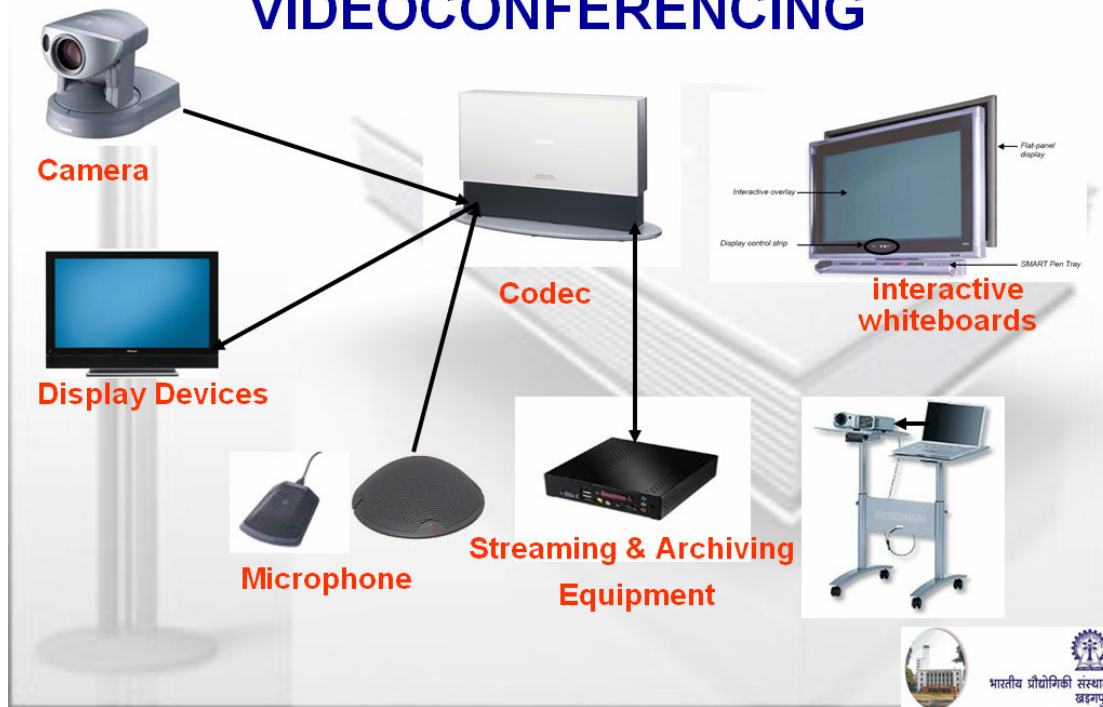 VIDEOCONFERENCING
Camera
Codec
Flat-panel
display
Interactive overlay
Display control strip
SMART Pen Tray
interactive
whiteboards
Display Devices
Microphone
Streaming & Archiving
Equipment
भारतीय प्रौद्योगिकी